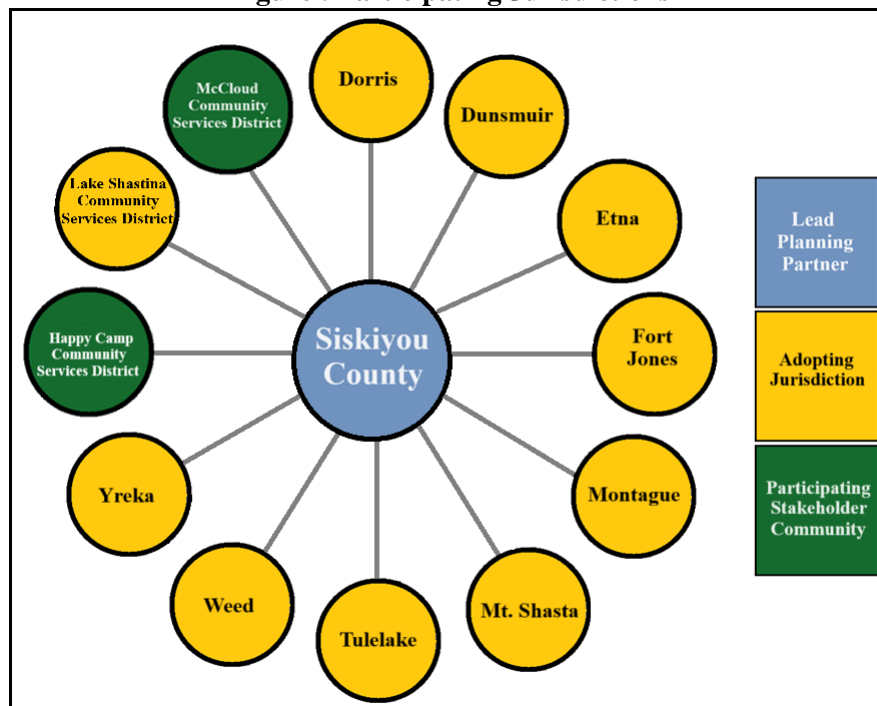 McCloud
Community
Services District
Dorris
Dunsmuir
Lake Shastina
Community
Services District
Etna
Happy Camp
Community
Services District
Siskiyou
County
Fort
Jones
Yreka
Montague
Weed
Tulelake
Mt. Shasta
Lead
Planning
Partner
Adopting
Jurisdiction
Participating
Stakeholder
Community